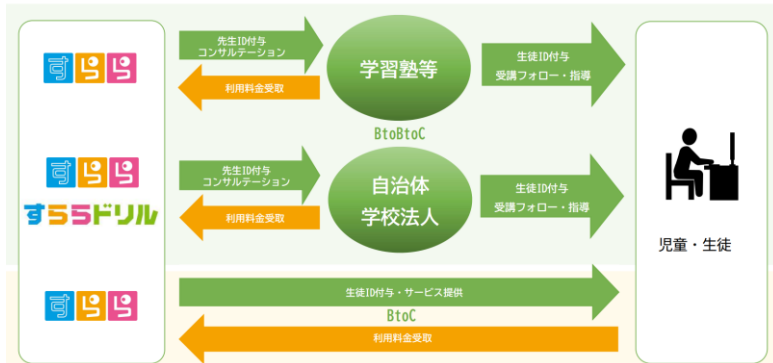 すらら
先生ID付与
コンサルテーション
利用料金受取
学習塾等
BtoBtoC
生徒ID付与
受講フォロー・指導
すらら
すららドリル
先生ID付与
コンサルテーション
利用料金受取
自治体
学校法人
生徒ID付与
受講フォロー・指導
児童・生徒
すらら
生徒ID付与・サービス提供
BtoC
利用料金受取